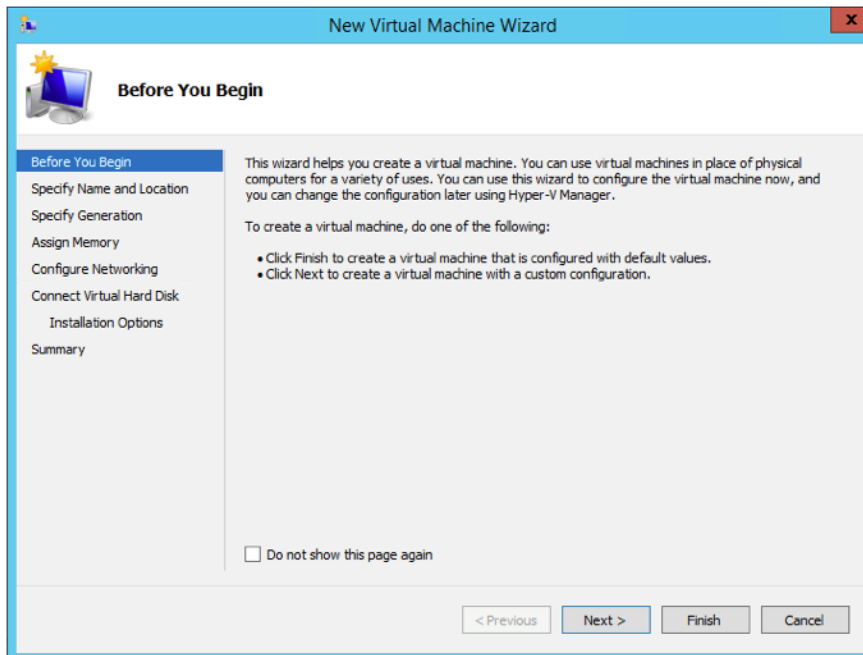 New Virtual Machine Wizard
x
Before You Begin
Before You Begin
Specify Name and Location
Specify Generation
Assign Memory
Configure Networking
Connect Virtual Hard Disk
Installation Options
Summary
This wizard helps you create a virtual machine. You can use virtual machines in place of physical
computers for a variety of uses. You can use this wizard to configure the virtual machine now, and
you can change the configuration later using Hyper-V Manager.
To create a virtual machine, do one of the following:
• Click Finish to create a virtual machine that is configured with default values.
• Click Next to create a virtual machine with a custom configuration.
Do not show this page again
< Previous
Next >
Finish
Cancel